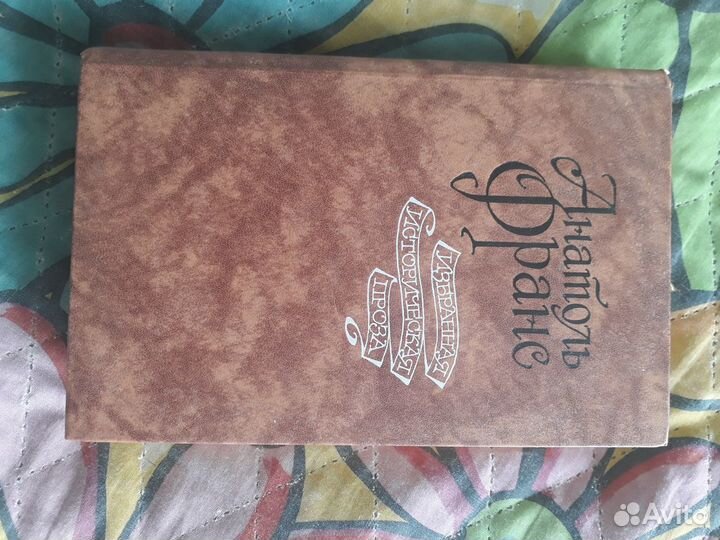 Анатоль
Франс
ИЗБРАННАЯ
ИСТОРИЧЕСКАЯ
ПРОЗА
Avito